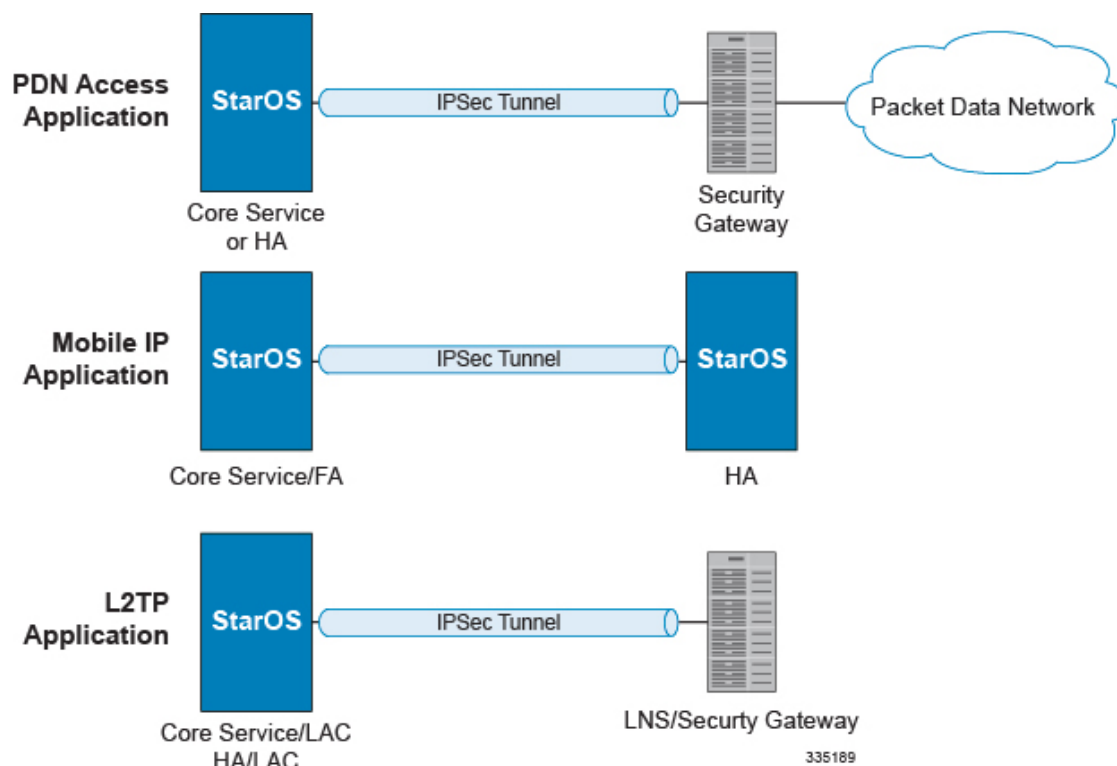 PDN Access
Application
StarOS
IPSec Tunnel
Packet Data Network
Core Service
or HA
Security
Gateway
Mobile IP
Application
StarOS
IPSec Tunnel
StarOS
Core Service/FA
HA
L2TP
Application
StarOS
IPSec Tunnel
Core Service/LAC
HA/LAC
LNS/Securty Gateway
335189